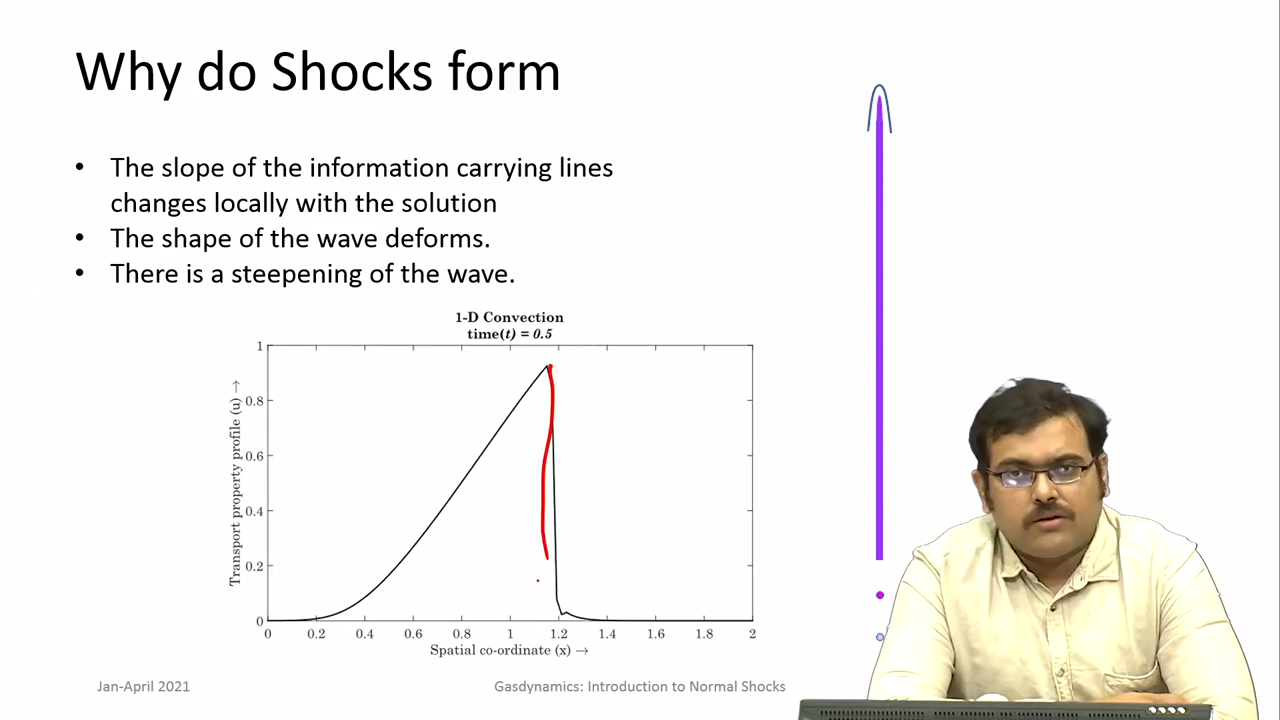 Why do Shocks form
• The slope of the information carrying lines
changes locally with the solution
• The shape of the wave deforms.
• There is a steepening of the wave.
1-D Convection
time(t) = 0.5
Transport property profile (u) →
1
0.8
0.6
0.4
0.2
0
0 0.2 0.4 0.6 0.8 1 1.2 1.4 1.6 1.8 2
Spatial co-ordinate (x) →
Jan-April 2021
Gasdynamics: Introduction to Normal Shocks